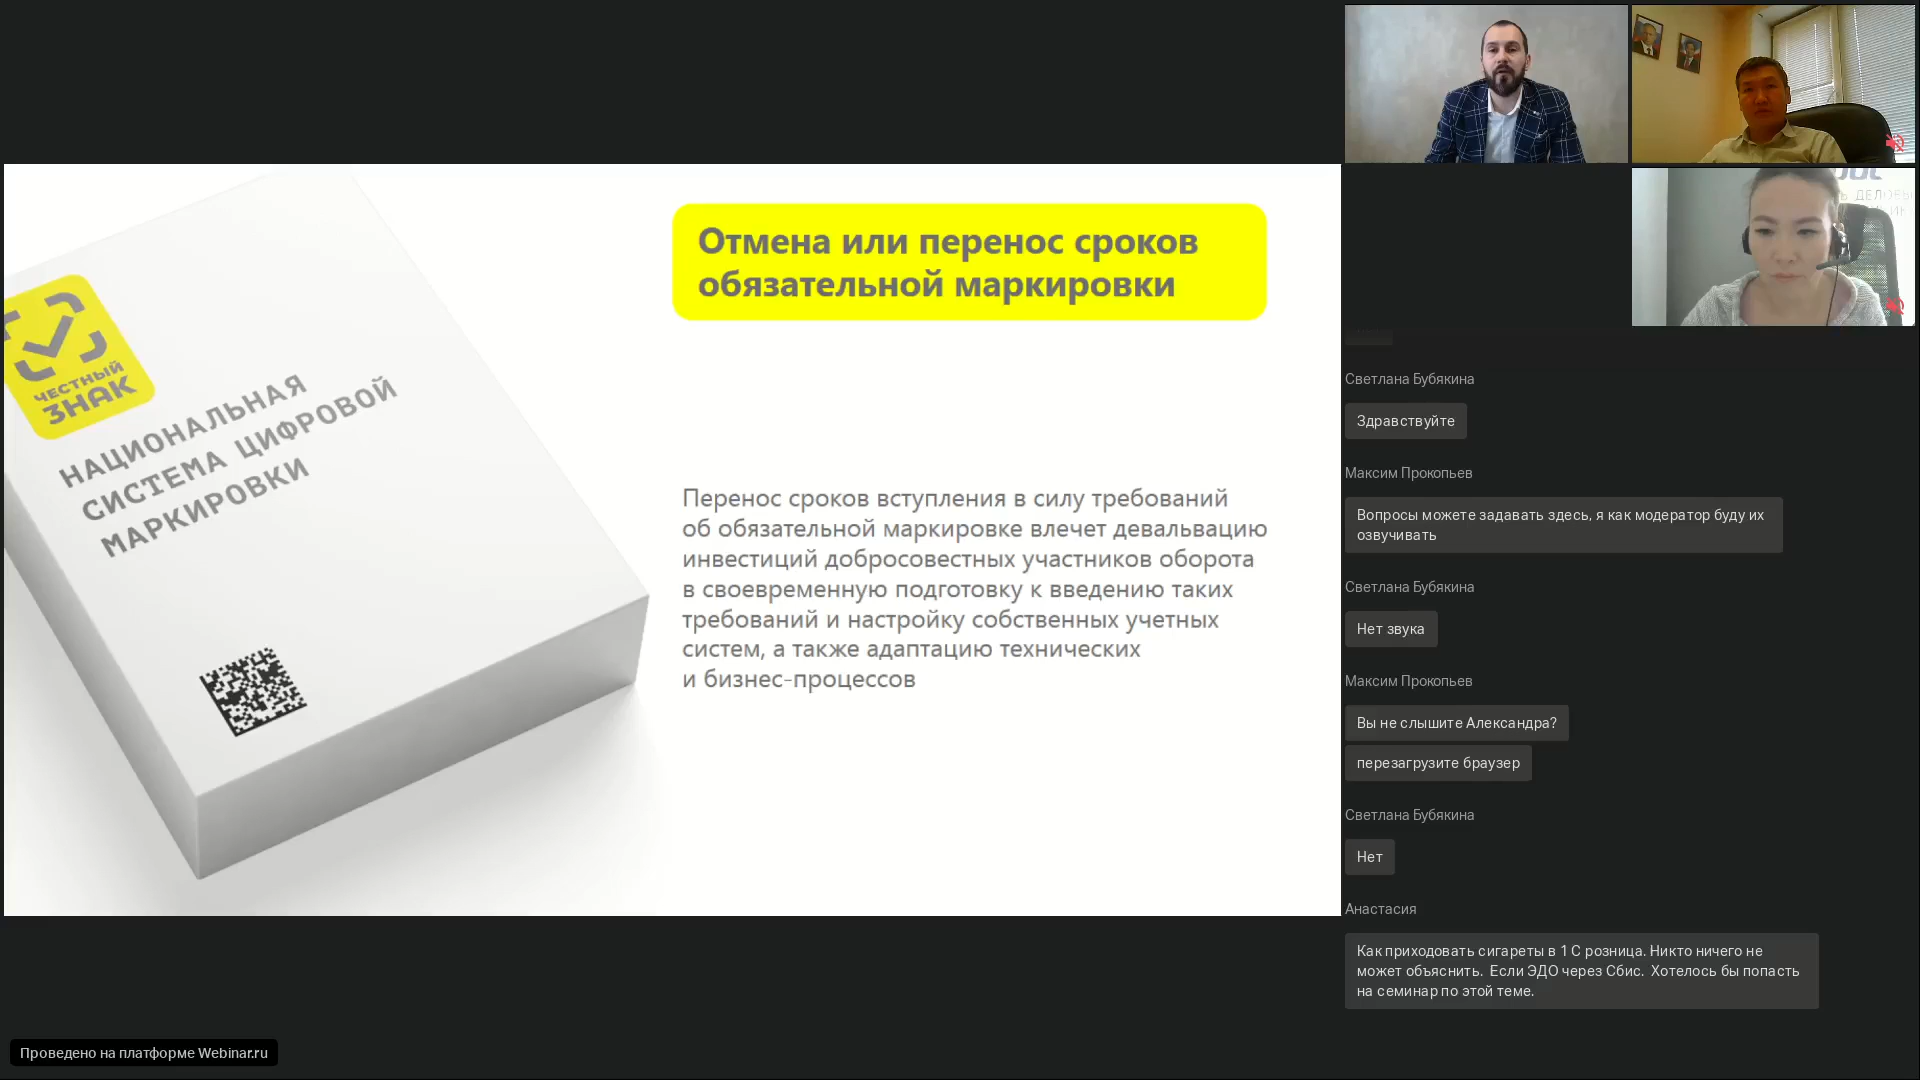 Отмена или перенос сроков
обязательной маркировки
ЧЕСТНЫЙ
ЗНАК
НАЦИОНАЛЬНАЯ
СИСТЕМА ЦИФРОВОЙ
МАРКИРОВКИ
Перенос сроков вступления в силу требований
об обязательной маркировке влечет девальвацию
инвестиций добросовестных участников оборота
в своевременную подготовку к введению таких
требований и настройку собственных учетных
систем, а также адаптацию технических
и бизнес-процессов
Светлана Бубякина
Здравствуйте
Максим Прокопьев
Вопросы можете задавать здесь, я как модератор буду их
озвучивать
Светлана Бубякина
Нет звука
Максим Прокопьев
Вы не слышите Александра?
перезагрузите браузер
Светлана Бубякина
Нет
Анастасия
Как приходовать сигареты в 1 С розница. Никто ничего не
может объяснить. Если ЭДО через Сбис. Хотелось бы попасть
на семинар по этой теме.
Проведено на платформе Webinar.ru